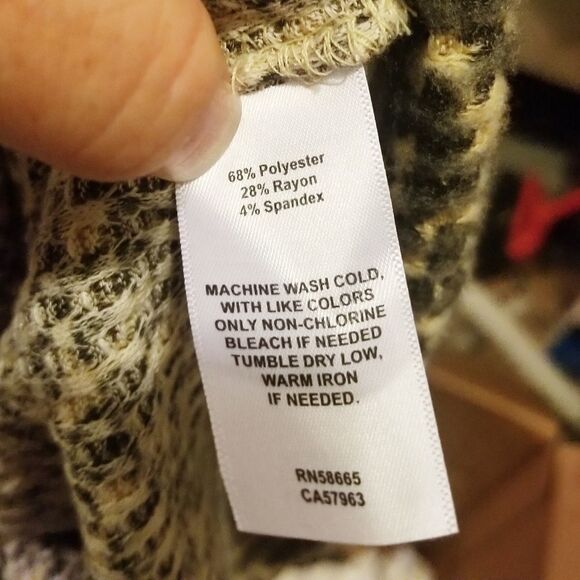 68% Polyester
28% Rayon
4% Spandex
MACHINE WASH COLD,
WITH LIKE COLORS
ONLY NON-CHLORINE
BLEACH IF NEEDED
TUMBLE DRY LOW,
WARM IRON
IF NEEDED.
RN58665
CA57963